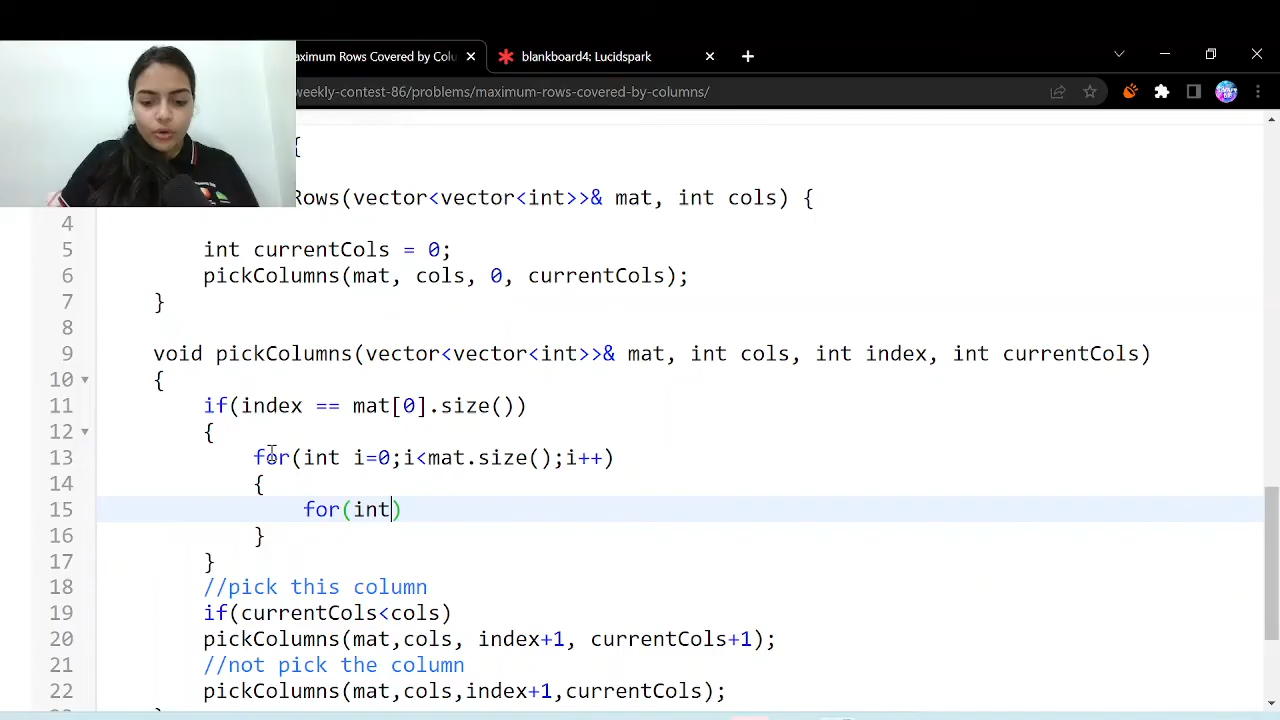 aximum Rows Covered by Colu
blankboard4: Lucidspark
weekly-contest-86/problems/maximum-rows-covered-by-columns/
{
Rows(vector<vector<int>>& mat, int cols) {
4
5 int currentCols = 0;
6 pickColumns(mat, cols, 0, currentCols);
7 }
8
9 void pickColumns(vector<vector<int>>& mat, int cols, int index, int currentCols)
10 {
11 if(index == mat[0].size())
12 {
13 for(int i=0;i<mat.size();i++)
14 {
15 for(int)
16 }
17 }
18 //pick this column
19 if(currentCols<cols)
20 pickColumns(mat,cols, index+1, currentCols+1);
21 //not pick the column
22 pickColumns(mat,cols,index+1,currentCols);